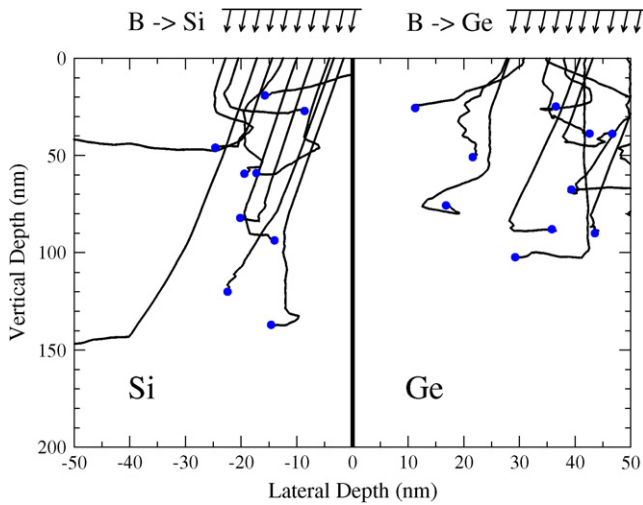 B -> Si B -> Ge
0
50
100
150
200
Vertical Depth (nm)
Si Ge
-50 -40 -30 -20 -10 0 10 20 30 40 50
Lateral Depth (nm)